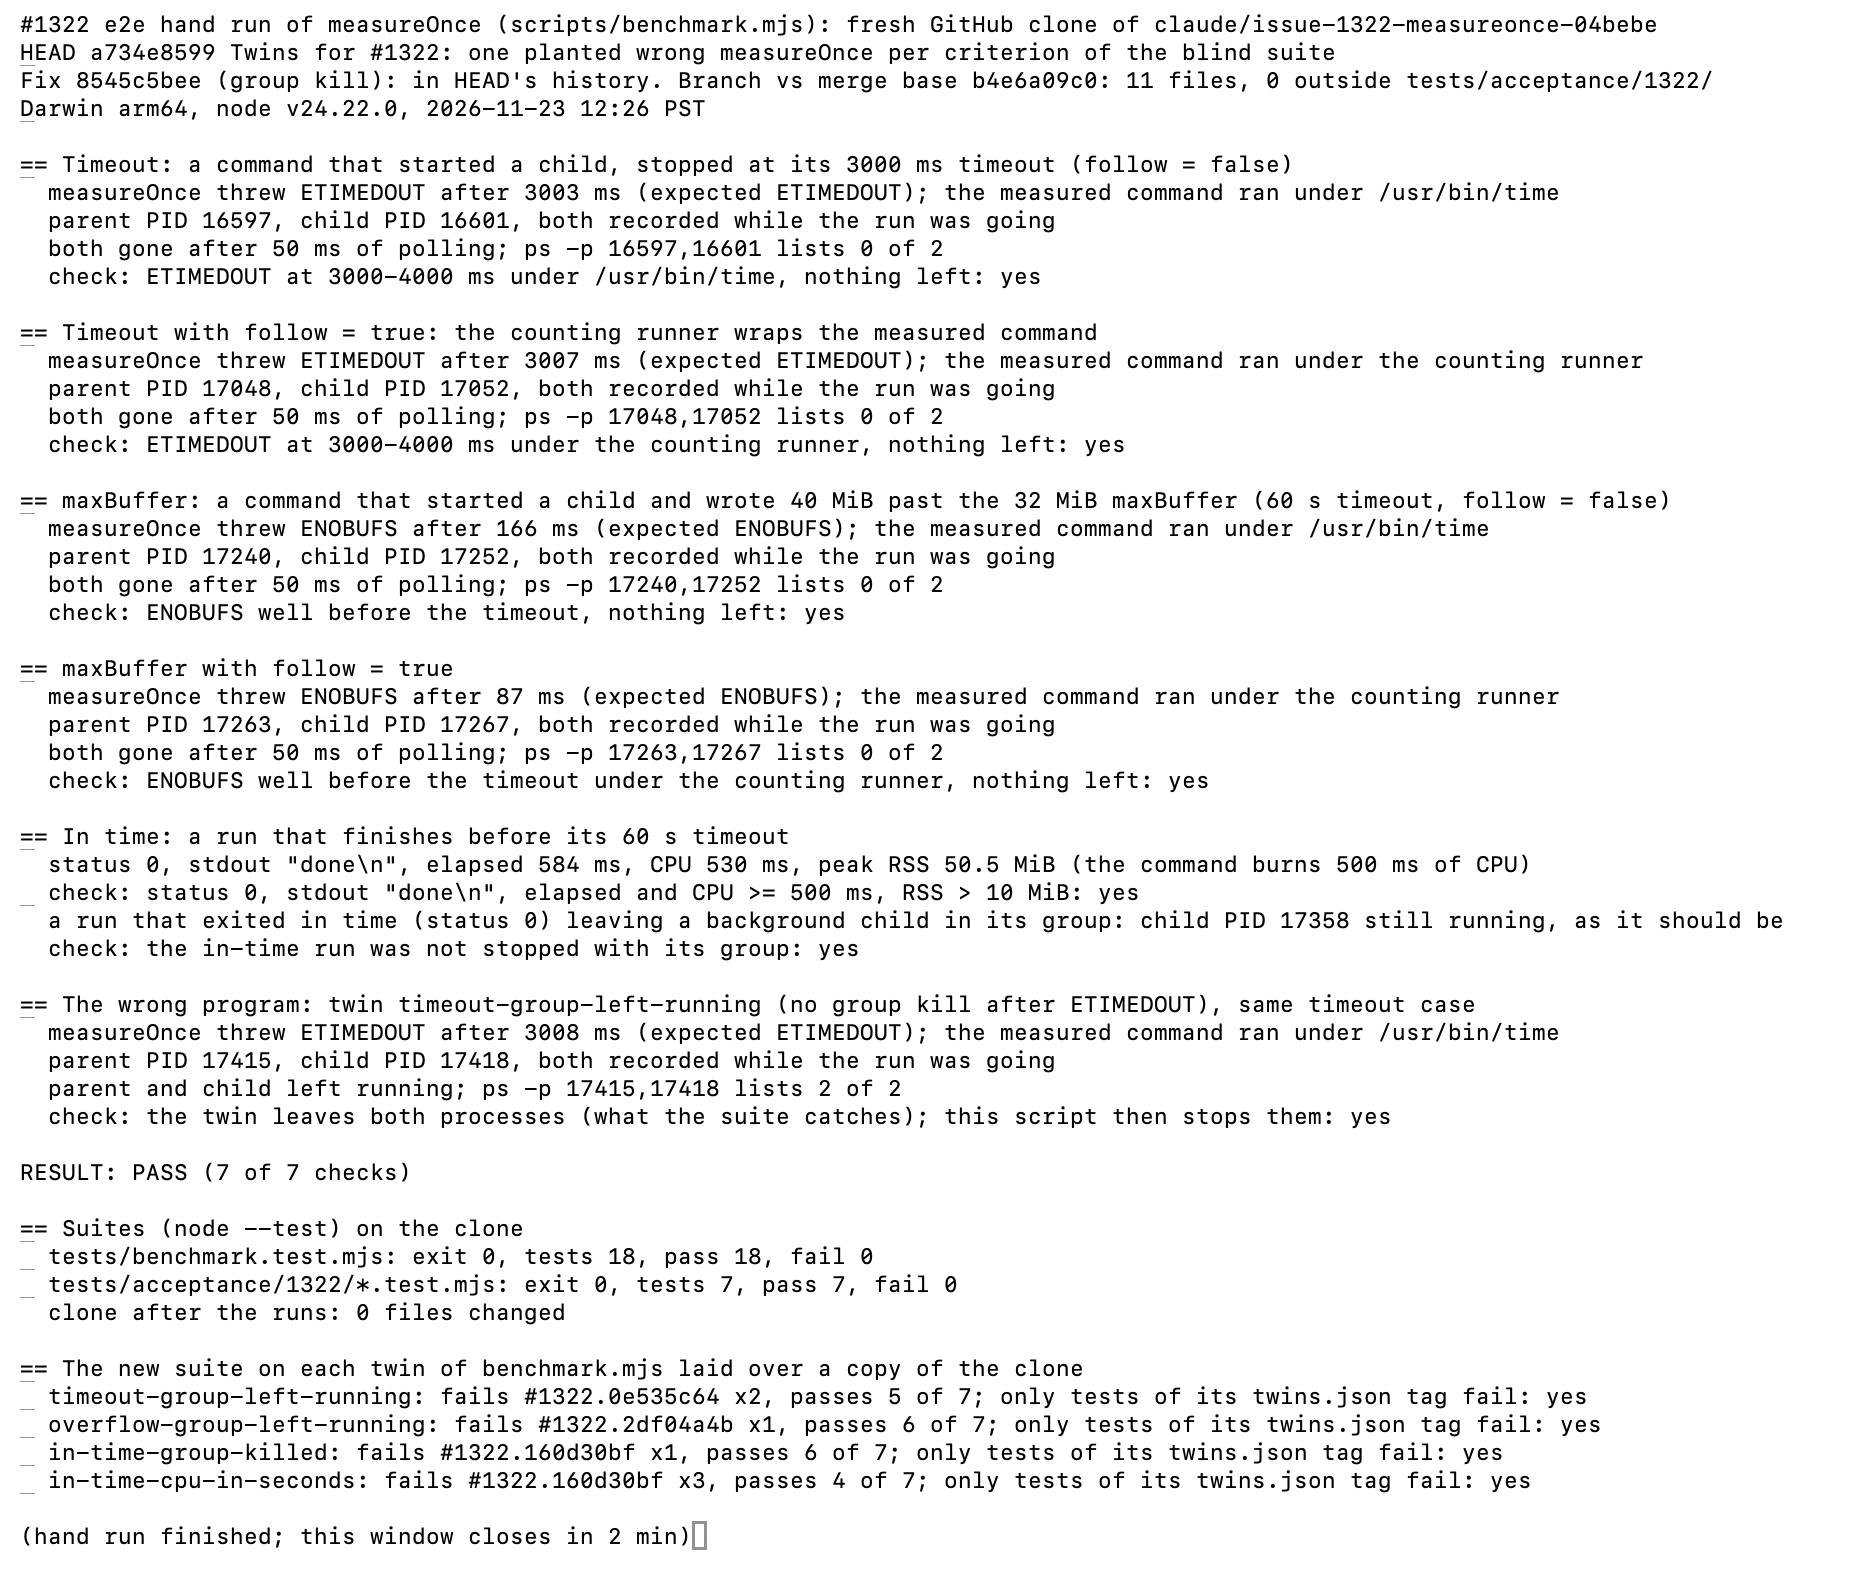 #1322 e2e hand run of measureOnce (scripts/benchmark.mjs): fresh GitHub clone of claude/issue-1322-measureonce-04bebe
HEAD a734e8599 Twins for #1322: one planted wrong measureOnce per criterion of the blind suite
Fix 8545c5bee (group kill): in HEAD's history. Branch vs merge base b4e6a09c0: 11 files, 0 outside tests/acceptance/1322/
Darwin arm64, node v24.22.0, 2026-11-23 12:26 PST
== Timeout: a command that started a child, stopped at its 3000 ms timeout (follow = false)
measureOnce threw ETIMEDOUT after 3003 ms (expected ETIMEDOUT); the measured command ran under /usr/bin/time
parent PID 16597, child PID 16601, both recorded while the run was going
both gone after 50 ms of polling; ps -p 16597,16601 lists 0 of 2
check: ETIMEDOUT at 3000-4000 ms under /usr/bin/time, nothing left: yes
== Timeout with follow = true: the counting runner wraps the measured command
measureOnce threw ETIMEDOUT after 3007 ms (expected ETIMEDOUT); the measured command ran under the counting runner
parent PID 17048, child PID 17052, both recorded while the run was going
both gone after 50 ms of polling; ps -p 17048,17052 lists 0 of 2
check: ETIMEDOUT at 3000-4000 ms under the counting runner, nothing left: yes
== maxBuffer: a command that started a child and wrote 40 MiB past the 32 MiB maxBuffer (60 s timeout, follow = false)
measureOnce threw ENOBUFS after 166 ms (expected ENOBUFS); the measured command ran under /usr/bin/time
parent PID 17240, child PID 17252, both recorded while the run was going
both gone after 50 ms of polling; ps -p 17240,17252 lists 0 of 2
check: ENOBUFS well before the timeout, nothing left: yes
== maxBuffer with follow = true
measureOnce threw ENOBUFS after 87 ms (expected ENOBUFS); the measured command ran under the counting runner
parent PID 17263, child PID 17267, both recorded while the run was going
both gone after 50 ms of polling; ps -p 17263,17267 lists 0 of 2
check: ENOBUFS well before the timeout under the counting runner, nothing left: yes
== In time: a run that finishes before its 60 s timeout
status 0, stdout "done\n", elapsed 584 ms, CPU 530 ms, peak RSS 50.5 MiB (the command burns 500 ms of CPU)
check: status 0, stdout "done\n", elapsed and CPU >= 500 ms, RSS > 10 MiB: yes
a run that exited in time (status 0) leaving a background child in its group: child PID 17358 still running, as it should be
check: the in-time run was not stopped with its group: yes
== The wrong program: twin timeout-group-left-running (no group kill after ETIMEDOUT), same timeout case
measureOnce threw ETIMEDOUT after 3008 ms (expected ETIMEDOUT); the measured command ran under /usr/bin/time
parent PID 17415, child PID 17418, both recorded while the run was going
parent and child left running; ps -p 17415,17418 lists 2 of 2
check: the twin leaves both processes (what the suite catches); this script then stops them: yes
RESULT: PASS (7 of 7 checks)
== Suites (node --test) on the clone
tests/benchmark.test.mjs: exit 0, tests 18, pass 18, fail 0
tests/acceptance/1322/*.test.mjs: exit 0, tests 7, pass 7, fail 0
clone after the runs: 0 files changed
== The new suite on each twin of benchmark.mjs laid over a copy of the clone
timeout-group-left-running: fails #1322.0e535c64 x2, passes 5 of 7; only tests of its twins.json tag fail: yes
overflow-group-left-running: fails #1322.2df04a4b x1, passes 6 of 7; only tests of its twins.json tag fail: yes
in-time-group-killed: fails #1322.160d30bf x1, passes 6 of 7; only tests of its twins.json tag fail: yes
in-time-cpu-in-seconds: fails #1322.160d30bf x3, passes 4 of 7; only tests of its twins.json tag fail: yes
(hand run finished; this window closes in 2 min)